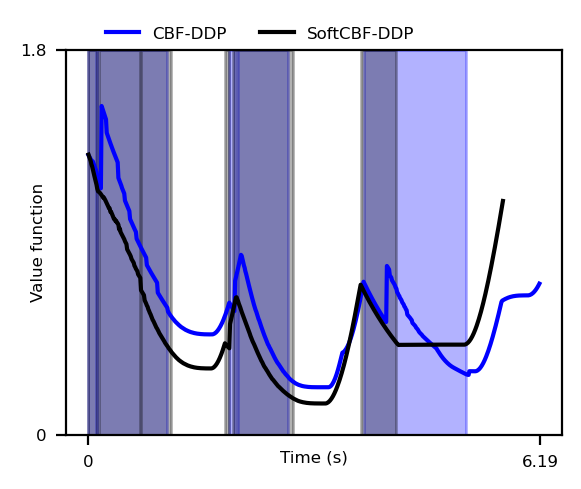 CBF-DDP SoftCBF-DDP
1.8
Value function
0
0 Time (s) 6.19